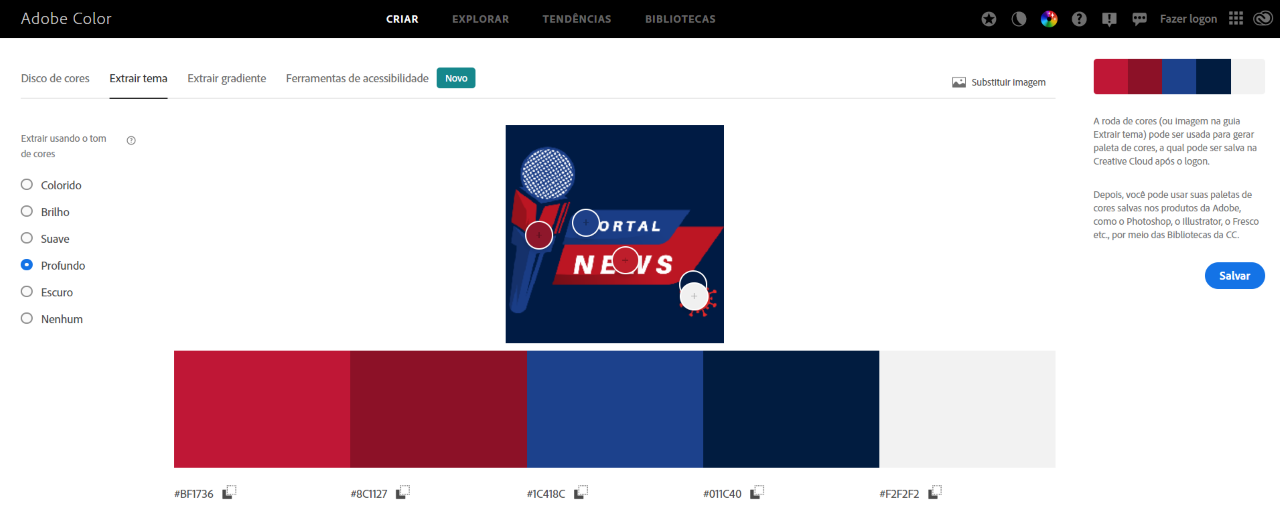 Adobe Color
CRIAR
EXPLORAR
TENDÊNCIAS
BIBLIOTECAS
Fazer logon
Disco de cores
Extrair tema
Extrair gradiente
Ferramentas de acessibilidade
Novo
Substituir imagem
Extrair usando o tom
de cores
Colorido
Brilho
Suave
Profundo
Escuro
Nenhum
ORTAL
NEWS
A roda de cores (ou imagem na guia
Extrair tema) pode ser usada para gerar
paleta de cores, a qual pode ser salva na
Creative Cloud após o logon.
Depois, você pode usar suas paletas de
cores salvas nos produtos da Adobe,
como o Photoshop, o Illustrator, o Fresco
etc., por meio das Bibliotecas da CC.
Salvar
#BF1736
#8C1127
#1C418C
#011C40
#F2F2F2